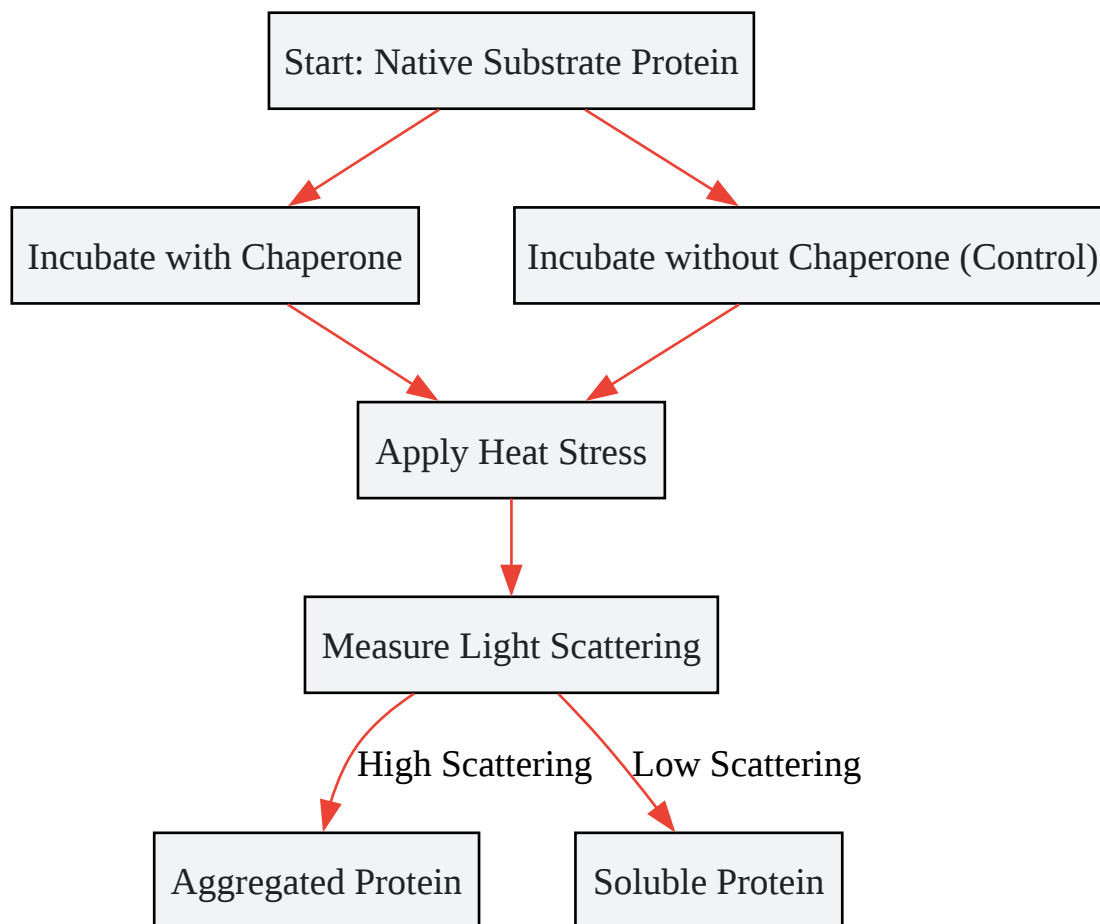 Start: Native Substrate Protein
Incubate with Chaperone
Incubate without Chaperone (Control)
Apply Heat Stress
Measure Light Scattering
High Scattering
Low Scattering
Aggregated Protein
Soluble Protein